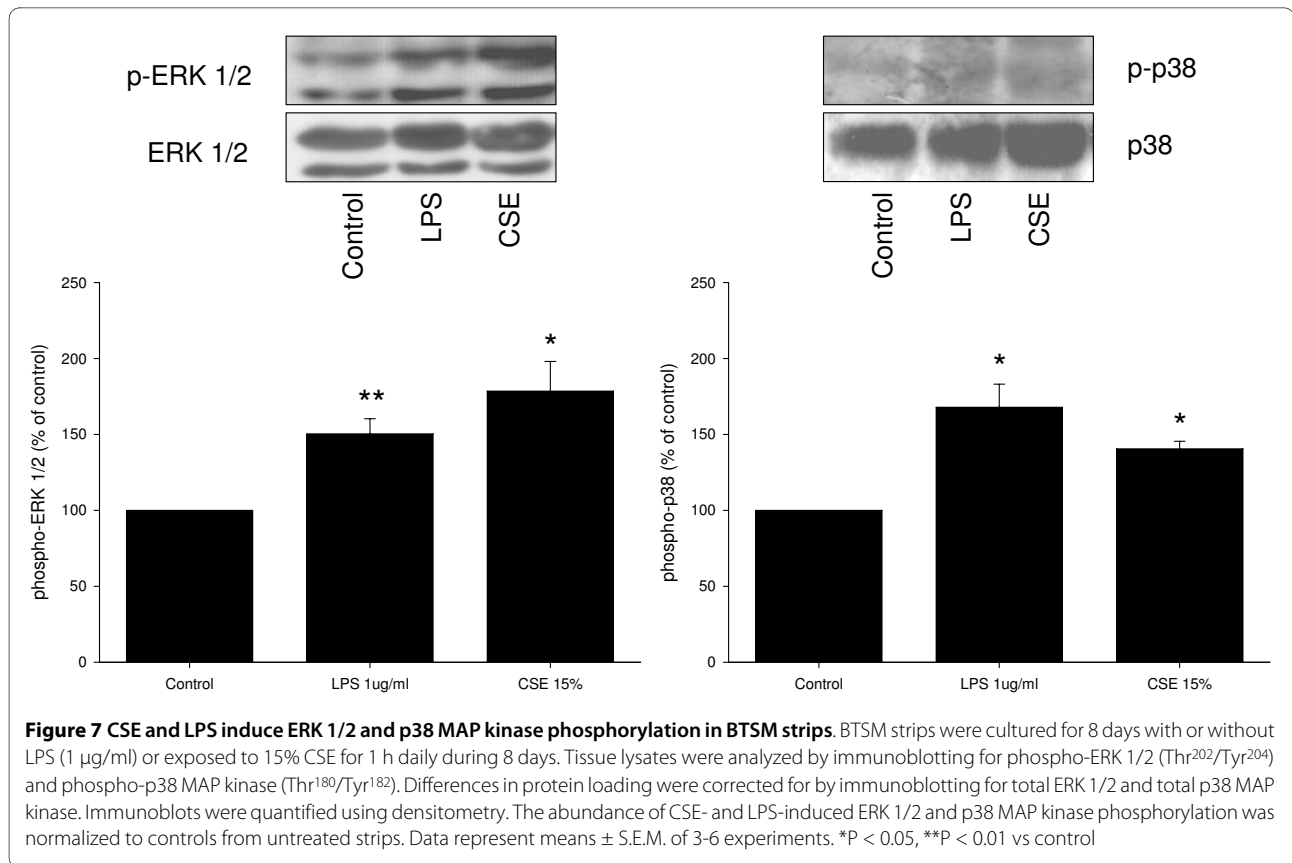 p-ERK 1/2
ERK 1/2
Control
LPS
CSE
p-p38
p38
Control
LPS
CSE
phospho-ERK 1/2 (% of control)
250
200
150
100
50
0
**
*
Control
LPS 1ug/ml
CSE 15%
phospho-p38 (% of control)
250
200
150
100
50
0
*
*
Control
LPS 1ug/ml
CSE 15%
Figure 7 CSE and LPS induce ERK 1/2 and p38 MAP kinase phosphorylation in BTSM strips. BTSM strips were cultured for 8 days with or without
LPS (1 μg/ml) or exposed to 15% CSE for 1 h daily during 8 days. Tissue lysates were analyzed by immunoblotting for phospho-ERK 1/2 (Thr202/Tyr204)
and phospho-p38 MAP kinase (Thr180/Tyr182). Differences in protein loading were corrected for by immunoblotting for total ERK 1/2 and total p38 MAP
kinase. Immunoblots were quantified using densitometry. The abundance of CSE- and LPS-induced ERK 1/2 and p38 MAP kinase phosphorylation was
normalized to controls from untreated strips. Data represent means ± S.E.M. of 3-6 experiments. *P < 0.05, **P < 0.01 vs control